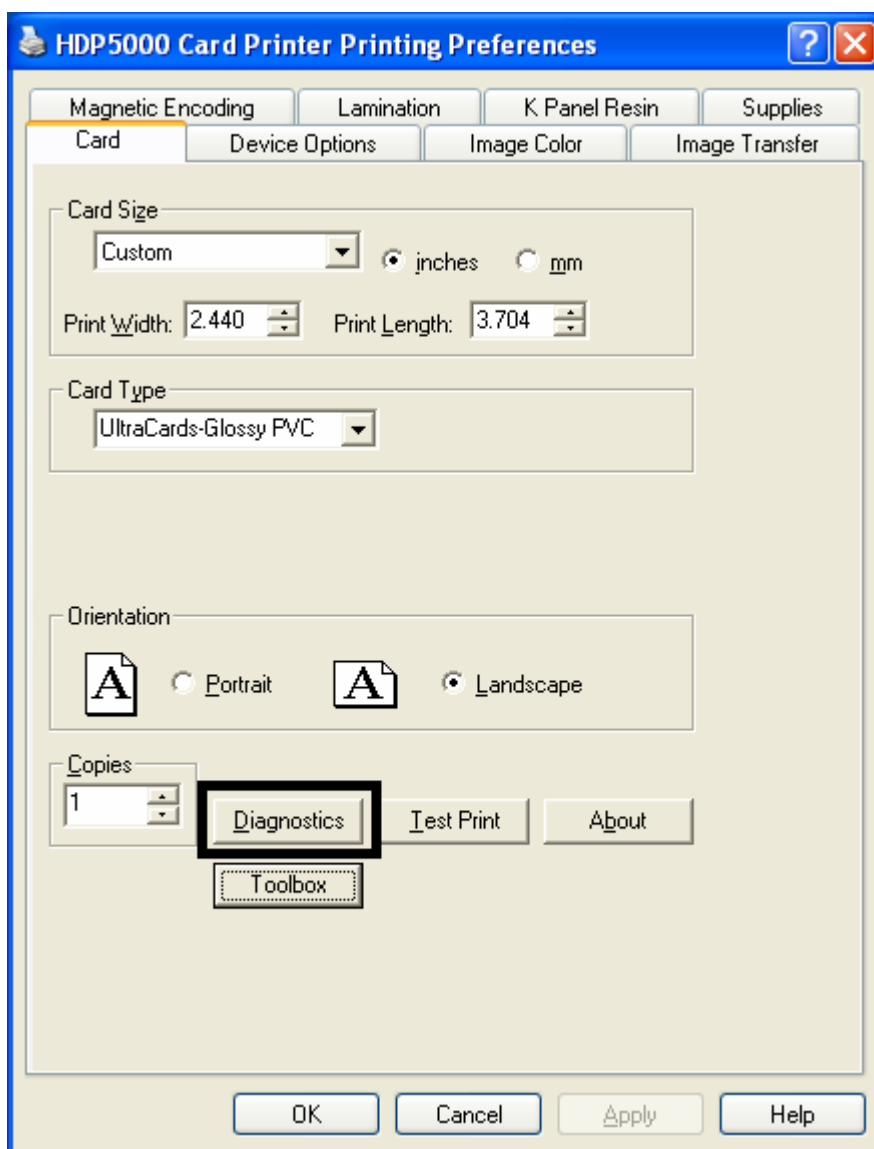 HDP5000 Card Printer Printing Preferences
Magnetic Encoding Lamination K Panel Resin Supplies
Card Device Options Image Color Image Transfer
Card Size
Custom inches mm
Print Width: 2.440 Print Length: 3.704
Card Type
UltraCards-Glossy PVC
Orientation
A Portrait A Landscape
Copies
1 Diagnostics Test Print About
Toolbox
OK Cancel Apply Help